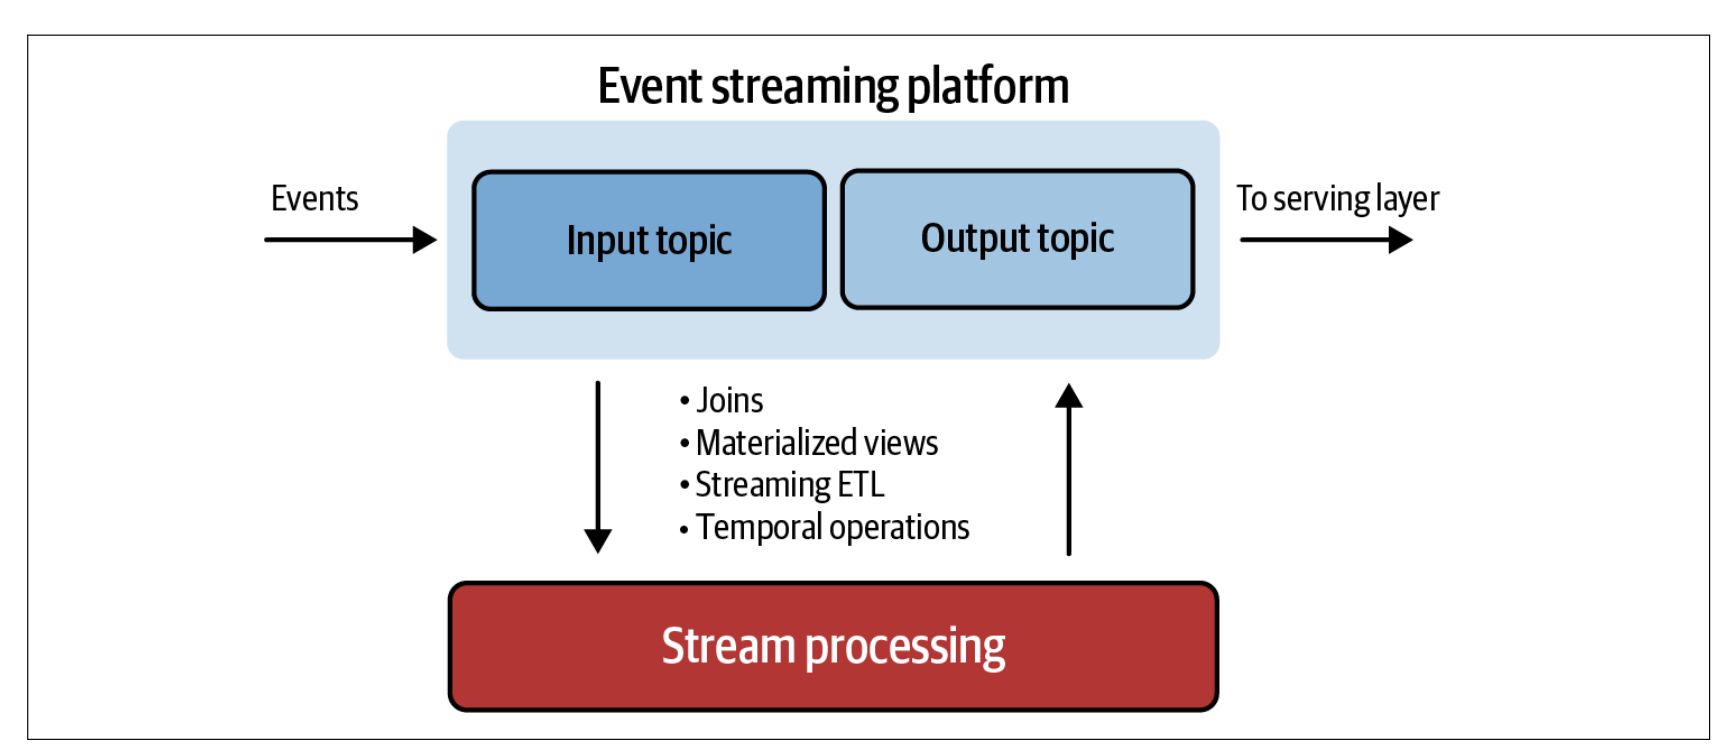 Event streaming platform
Events
Input topic
Output topic
To serving layer
• Joins
• Materialized views
• Streaming ETL
• Temporal operations
Stream processing